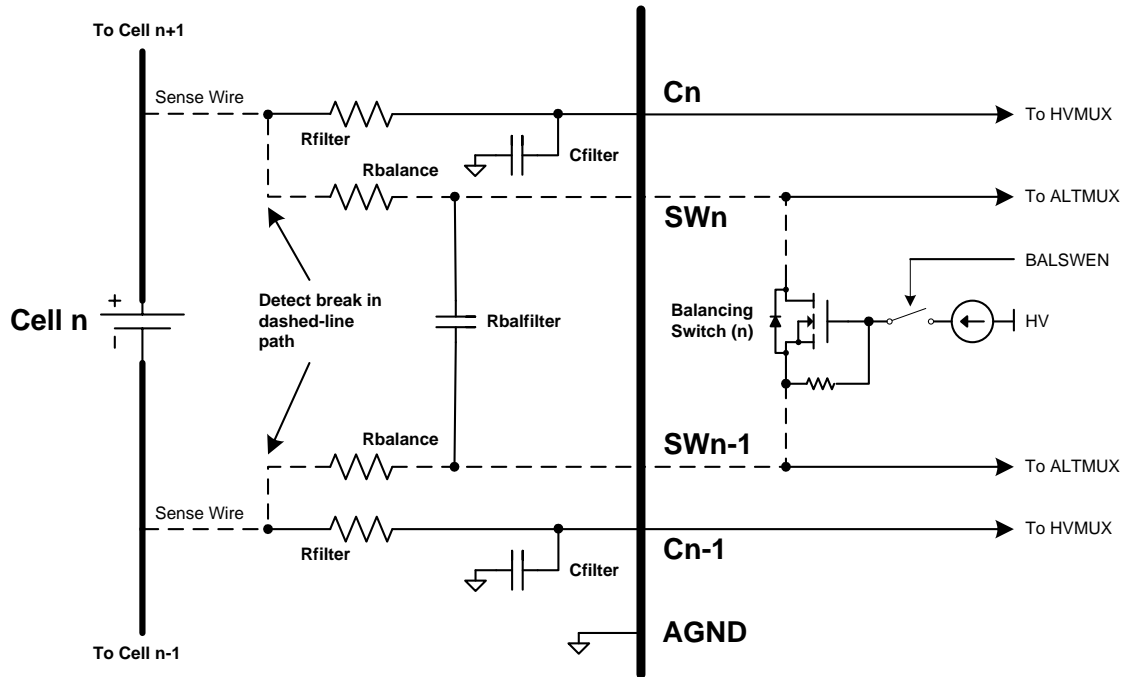 To Cell n+1
Sense Wire
Rfilter
Cfilter
Cn
To HVMUX
Rbalance
SWn
To ALTMUX
BALSWEN
Cell n
+
–
Detect break in
dashed-line
path
Rbalfilter
Balancing
Switch (n)
HV
Rbalance
SWn-1
To ALTMUX
Sense Wire
Rfilter
Cfilter
Cn-1
To HVMUX
AGND
To Cell n-1